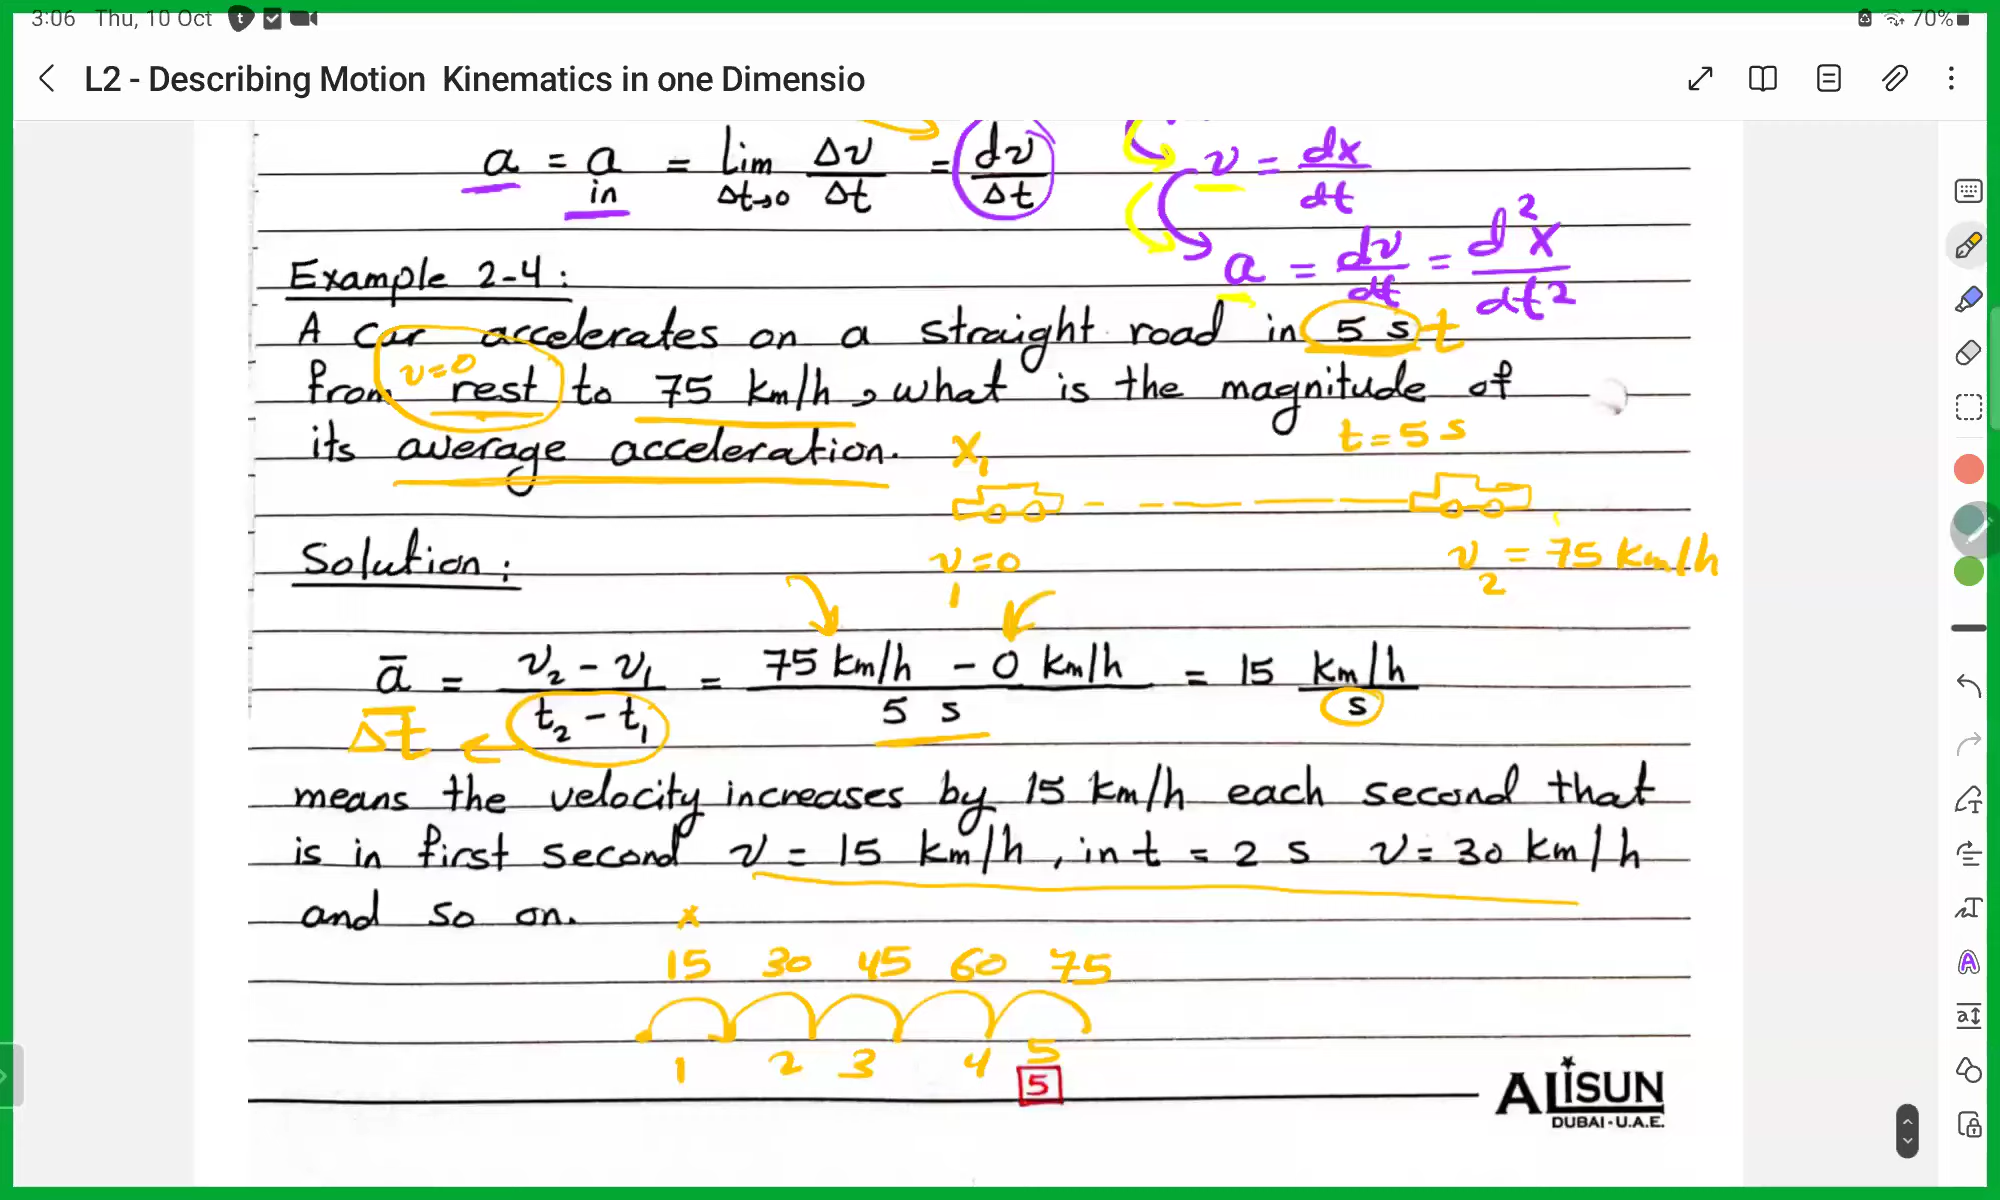 3:06 Thu, 10 Oct t 70%
L2 - Describing Motion Kinematics in one Dimensio
a = a in = Lim Δt→0 Δv/Δt = dv/Δt
v = dx/dt
a = dv/dt = d²x/dt²
Example 2-4:
A car accelerates on a straight road in 5 s t
v=0
from rest to 75 km/h, what is the magnitude of
its average acceleration.
x₁ t=5 s
Solution:
v₁=0 v₂ = 75 km/h
ā = v₂ - v₁ / t₂ - t₁ = 75 km/h - 0 km/h / 5 s = 15 km/h / s
Δt
means the velocity increases by 15 km/h each second that
is in first second v = 15 km/h, in t = 2 s v = 30 km/h
and so on. x
15 30 45 60 75
1 2 3 4 5
5
ALISUN
DUBAI - U.A.E.